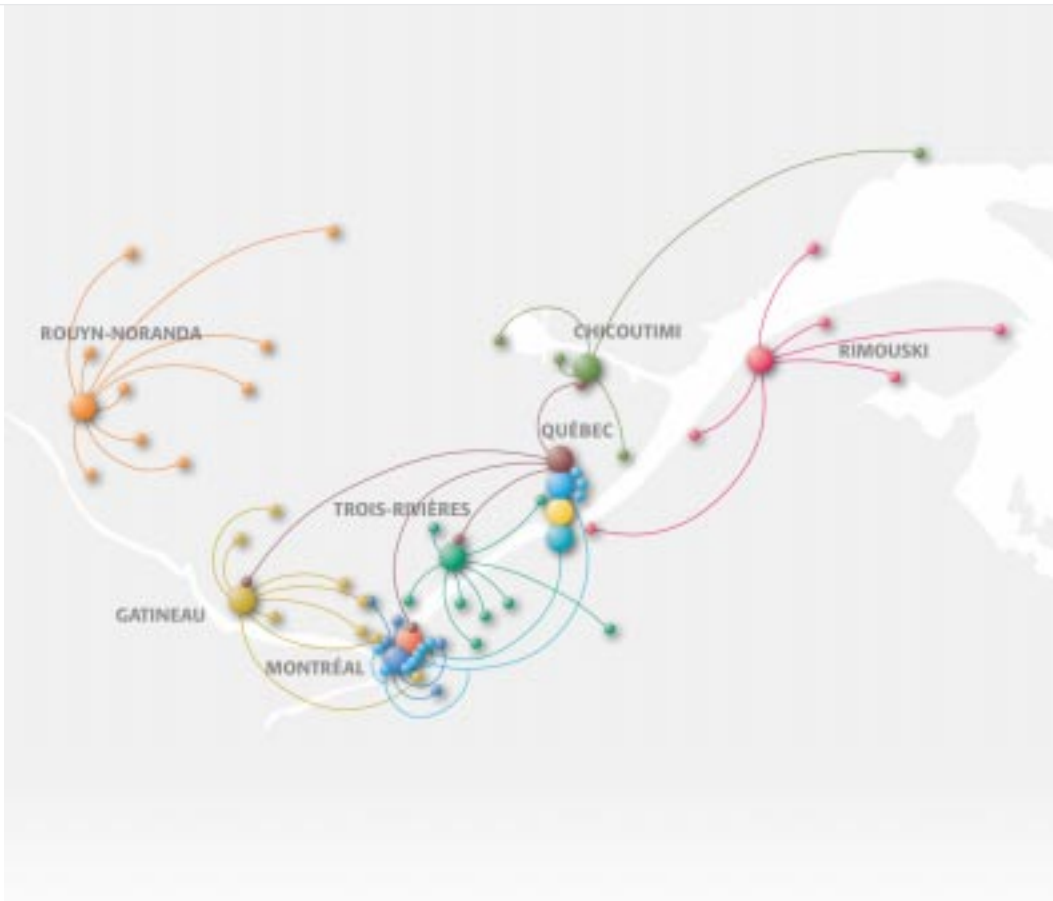 ROUYN-NORANDA
CHICOUTIMI
RIMOUSKI
QUÉBEC
TROIS-RIVIÈRES
GATINEAU
MONTRÉAL